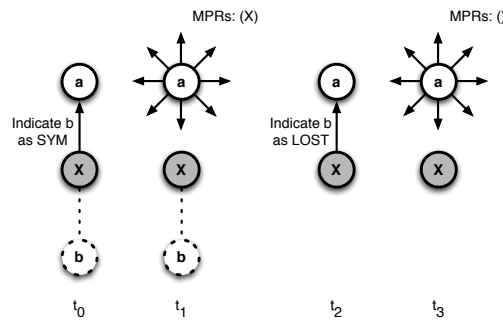 MPRs: (X)
MPRs: ()
a
a
a
a
Indicate b
as SYM
Indicate b
as LOST
X
X
X
X
b
b
t0
t1
t2
t3